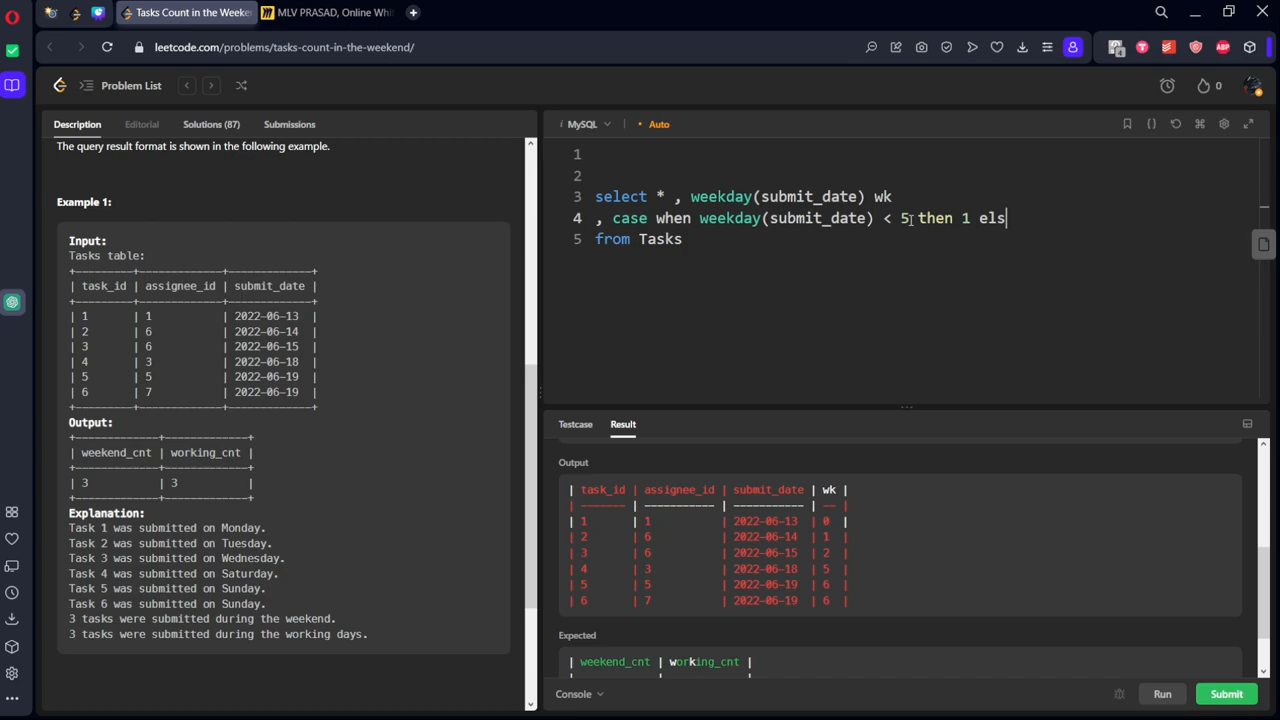 Tasks Count in the Weeke
MLV PRASAD, Online Whi
leetcode.com/problems/tasks-count-in-the-weekend/
Problem List
0
Description
Editorial
Solutions (87)
Submissions
The query result format is shown in the following example.
Example 1:
Input:
Tasks table:
+---------+-------------+-------------+
| task_id | assignee_id | submit_date |
+---------+-------------+-------------+
| 1 | 1 | 2022-06-13 |
| 2 | 6 | 2022-06-14 |
| 3 | 6 | 2022-06-15 |
| 4 | 3 | 2022-06-18 |
| 5 | 5 | 2022-06-19 |
| 6 | 7 | 2022-06-19 |
+---------+-------------+-------------+
Output:
+-------------+-------------+
| weekend_cnt | working_cnt |
+-------------+-------------+
| 3 | 3 |
+-------------+-------------+
Explanation:
Task 1 was submitted on Monday.
Task 2 was submitted on Tuesday.
Task 3 was submitted on Wednesday.
Task 4 was submitted on Saturday.
Task 5 was submitted on Sunday.
Task 6 was submitted on Sunday.
3 tasks were submitted during the weekend.
3 tasks were submitted during the working days.
MySQL
Auto
1
2
3 select * , weekday(submit_date) wk
4 , case when weekday(submit_date) < 5 then 1 els
5 from Tasks
Testcase
Result
Output
| task_id | assignee_id | submit_date | wk |
| ------- | ----------- | ----------- | -- |
| 1 | 1 | 2022-06-13 | 0 |
| 2 | 6 | 2022-06-14 | 1 |
| 3 | 6 | 2022-06-15 | 2 |
| 4 | 3 | 2022-06-18 | 5 |
| 5 | 5 | 2022-06-19 | 6 |
| 6 | 7 | 2022-06-19 | 6 |
Expected
| weekend_cnt | working_cnt |
Console
Run
Submit